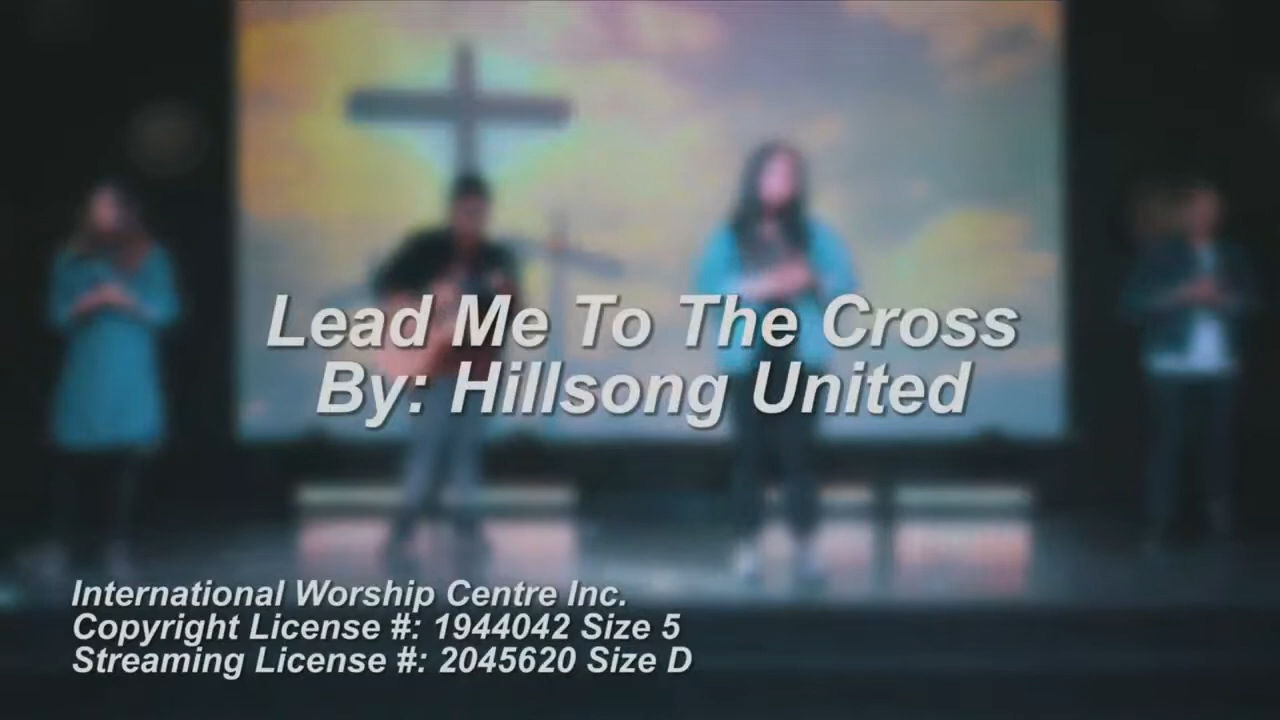 Lead Me To The Cross
By: Hillsong United
International Worship Centre Inc.
Copyright License #: 1944042 Size 5
Streaming License #: 2045620 Size D